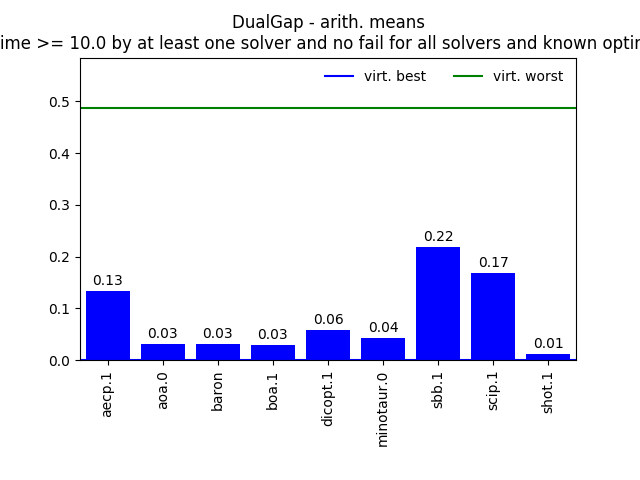 DualGap - arith. means
ime >= 10.0 by at least one solver and no fail for all solvers and known optim
virt. best virt. worst
0.5
0.4
0.3
0.2
0.1
0.0
0.13
0.03
0.03
0.03
0.06
0.04
0.22
0.17
0.01
aecp.1
aoa.0
baron
boa.1
dicopt.1
minotaur.0
sbb.1
scip.1
shot.1